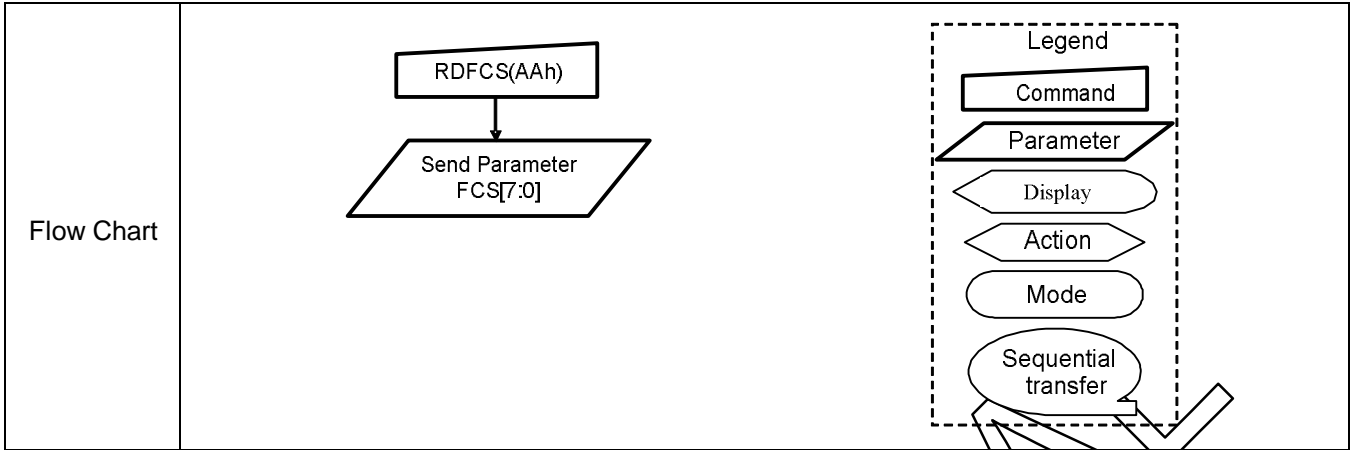 Flow Chart
RDFCS(AAh)
Send Parameter
FCS[7:0]
Legend
Command
Parameter
Display
Action
Mode
Sequential
transfer